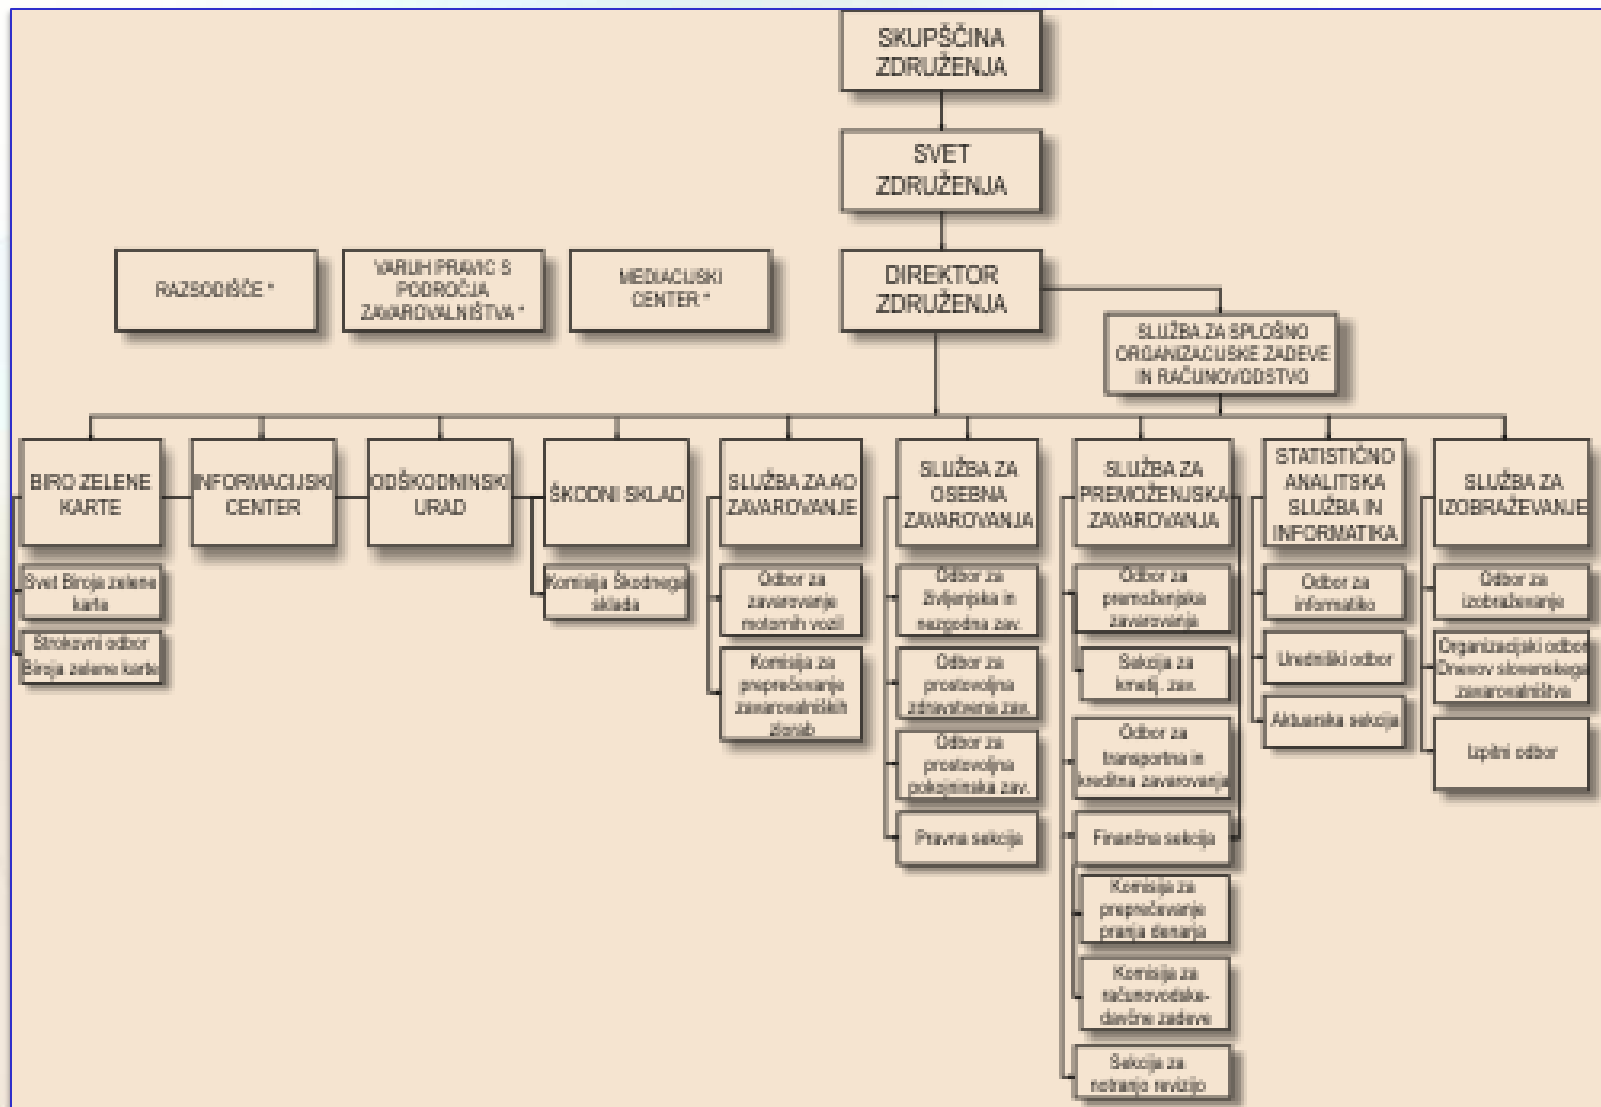 SKUPŠČINA
ZDRUŽENJA
SVET
ZDRUŽENJA
DIREKTOR
ZDRUŽENJA
RAZSODIŠČE *
VARUH PRAVIC S
PODROČJA
ZAVAROVALNIŠTVA *
MEDIACIJSKI
CENTER *
SLUŽBA ZA SPLOŠNO
ORGANIZACIJSKE ZADEVE
IN RAČUNOVODSTVO
BIRO ZELENE
KARTE
INFORMACIJSKI
CENTER
ODŠKODNINSKI
URAD
ŠKODNI SKLAD
SLUŽBA ZA AO
ZAVAROVANJE
SLUŽBA ZA
OSEBNA
ZAVAROVANJA
SLUŽBA ZA
PREMOŽENJSKA
ZAVAROVANJA
STATISTIČNO
ANALITSKA
SLUŽBA IN
INFORMATIKA
SLUŽBA ZA
IZOBRAŽEVANJE
Svet Biroja zelene
karte
Strokovni odbor
Biroja zelene karte
Komisija Škodnega
sklada
Odbor za
zavarovanje
motornih vozil
Komisija za
preprečevanje
zavarovalniških
zlorab
Odbor za
življenjska in
nezgodna zav.
Odbor za
prostovoljna
zdravstvena zav.
Odbor za
prostovoljna
pokojninska zav.
Pravna sekcija
Odbor za
premoženjska
zavarovanja
Sekcija za
kmetij. zav.
Odbor za
transportna in
kreditna zavarovanja
Finančna sekcija
Komisija za
preprečevanje
pranja denarja
Komisija za
računovodske-
davčne zadeve
Sekcija za
notranjo revizijo
Odbor za
informatiko
Uredniški odbor
Aktuarska sekcija
Odbor za
izobraževanje
Organizacijski odbor
Dnevov slovenskega
zavarovalništva
Izpitni odbor